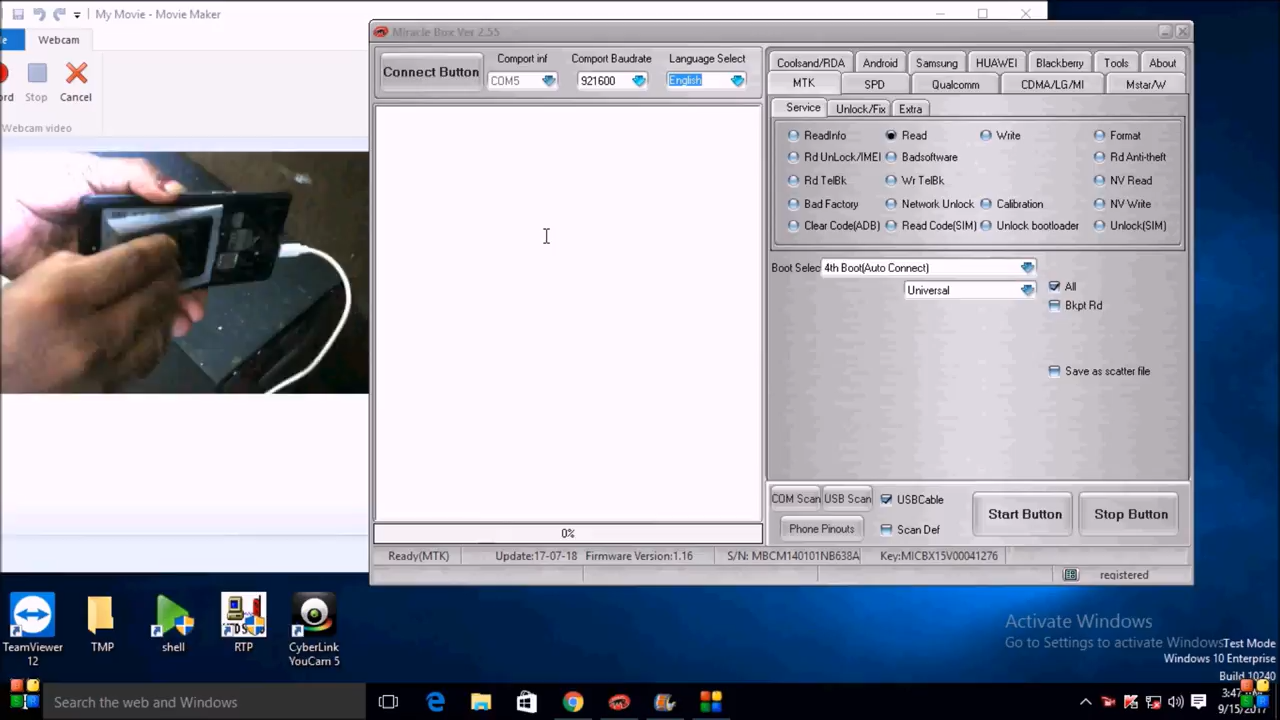 My Movie - Movie Maker
Webcam
Stop
Cancel
Webcam video
Miracle Box Ver 2.55
Connect Button
Comport inf
Comport Baudrate
Language Select
COM5
921600
English
Coolsand/RDA
Android
Samsung
HUAWEI
Blackberry
Tools
About
MTK
SPD
Qualcomm
CDMA/LG/MI
Mstar/W
Service
Unlock/Fix
Extra
ReadInfo
Read
Write
Format
Rd UnLock/IMEI
Badsoftware
Rd Anti-theft
Rd TelBk
Wr TelBk
NV Read
Bad Factory
Network Unlock
Calibration
NV Write
Clear Code(ADB)
Read Code(SIM)
Unlock bootloader
Unlock(SIM)
Boot Selec
4th Boot(Auto Connect)
Universal
All
Bkpt Rd
Save as scatter file
COM Scan
USB Scan
USBCable
Start Button
Stop Button
Phone Pinouts
Scan Def
0%
Ready(MTK)
Update:17-07-18
Firmware Version:1.16
S/N: MBCM140101NB638A
Key:MICBX15V00041276
registered
TeamViewer 12
TMP
shell
RTP
CyberLink YouCam 5
Activate Windows
Go to Settings to activate Windows
Test Mode
Windows 10 Enterprise
Build 10240
Search the web and Windows